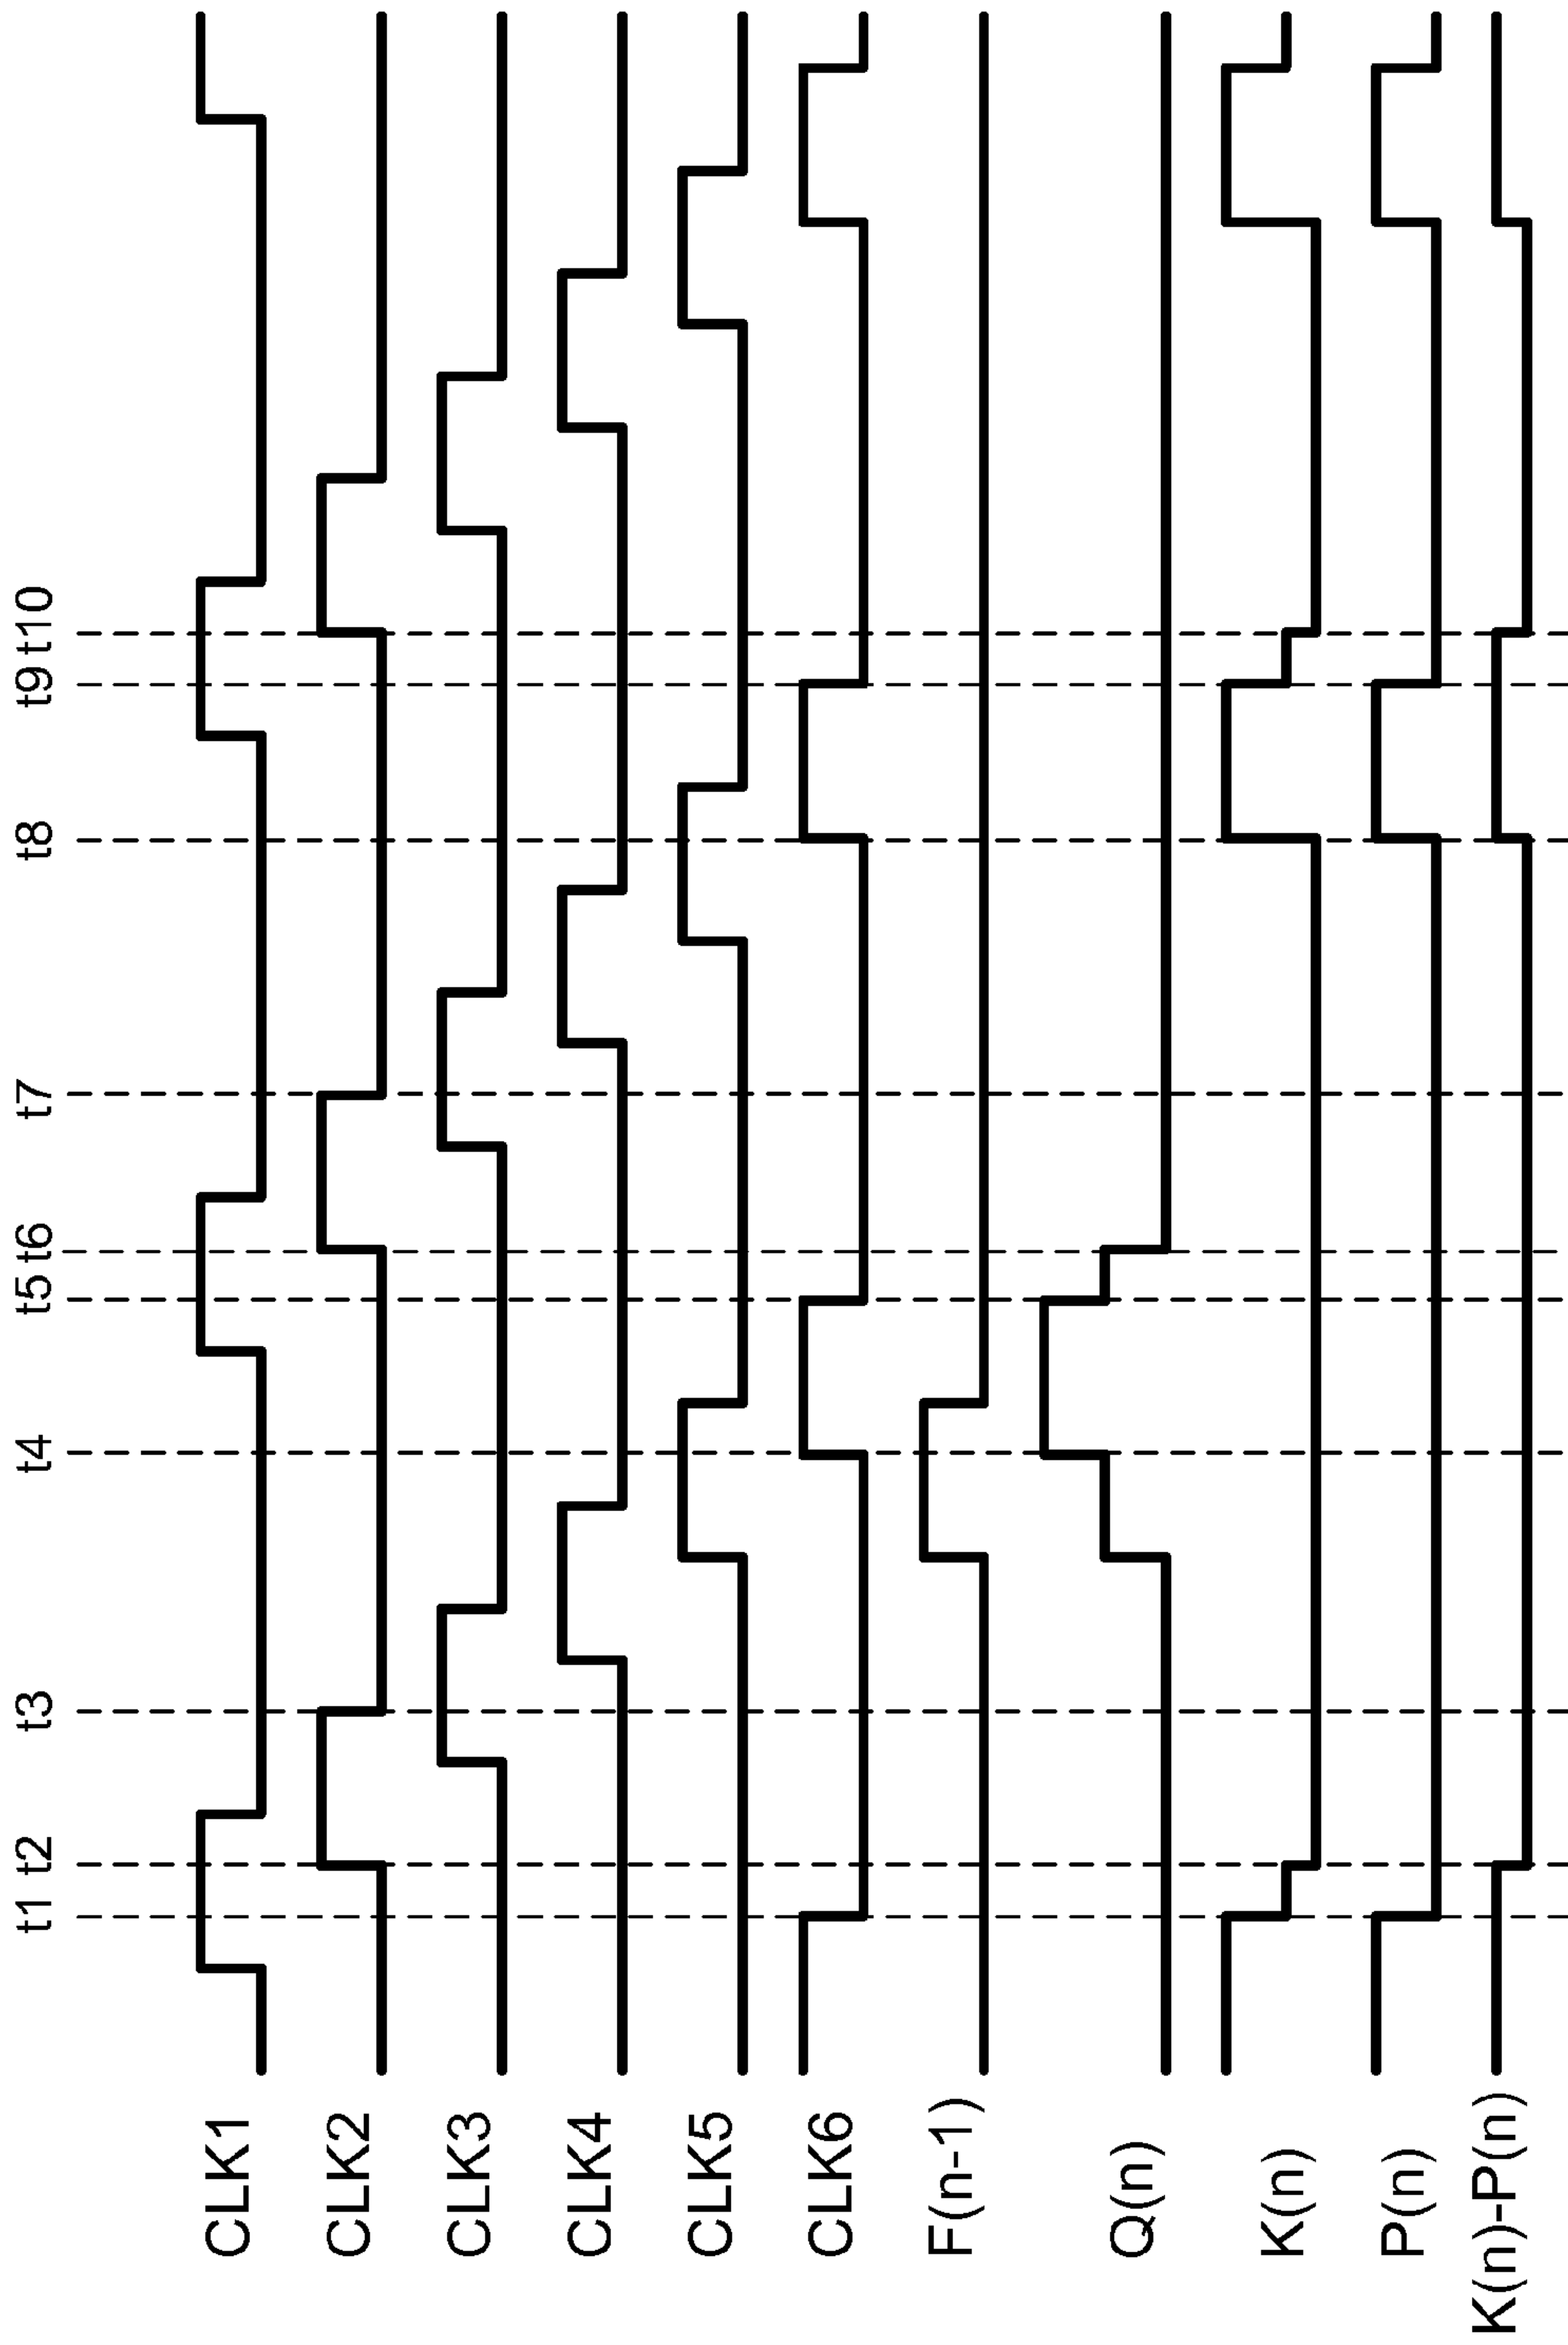 t1 t2 t3 t4 t5 t6 t7 t8 t9 t10
CLK1
CLK2
CLK3
CLK4
CLK5
CLK6
F(n-1)
Q(n)
K(n)
P(n)
K(n)-P(n)